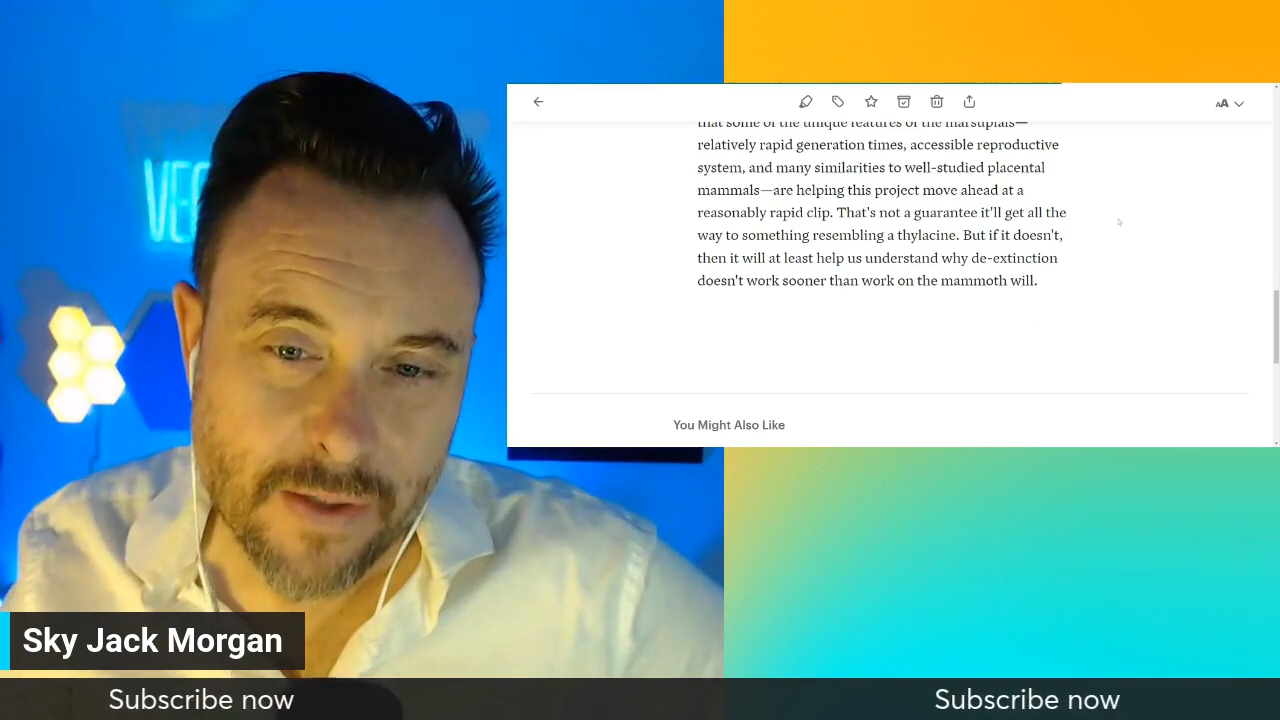 VEG
that some of the unique features of the marsupials—
relatively rapid generation times, accessible reproductive
system, and many similarities to well-studied placental
mammals—are helping this project move ahead at a
reasonably rapid clip. That's not a guarantee it'll get all the
way to something resembling a thylacine. But if it doesn't,
then it will at least help us understand why de-extinction
doesn't work sooner than work on the mammoth will.
You Might Also Like
AA
Sky Jack Morgan
Subscribe now
Subscribe now